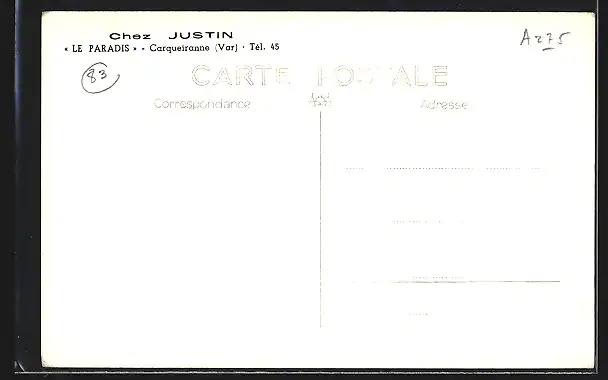 Chez JUSTIN
« LE PARADIS » - Carqueiranne (Var) - Tél. 45
A275
83
CARTE POSTALE
Correspondance
Adresse